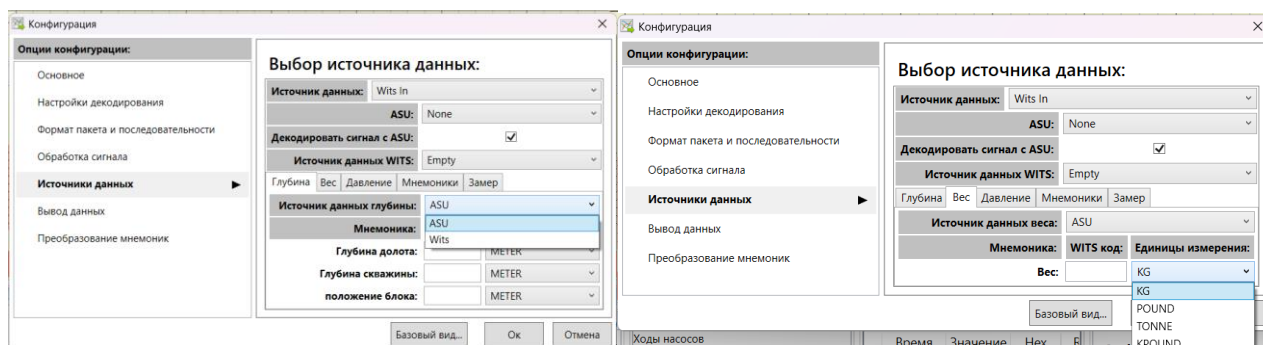 Конфигурация
Опции конфигурации:
Основное
Настройки декодирования
Формат пакета и последовательности
Обработка сигнала
Источники данных
Вывод данных
Преобразование мнемоник
Выбор источника данных:
Источник данных: Wits In
ASU: None
Декодировать сигнал с ASU:
Источник данных WITS: Empty
Глубина Вес Давление Мнемоники Замер
Источник данных глубины: ASU
ASU
Мнемоника:
Wits
Глубина долота: METER
Глубина скважины: METER
положение блока: METER
Базовый вид... Ок Отмена
Конфигурация
Опции конфигурации:
Основное
Настройки декодирования
Формат пакета и последовательности
Обработка сигнала
Источники данных
Вывод данных
Преобразование мнемоник
Выбор источника данных:
Источник данных: Wits In
ASU: None
Декодировать сигнал с ASU:
Источник данных WITS: Empty
Глубина Вес Давление Мнемоники Замер
Источник данных веса: ASU
Мнемоника: WITS код: Единицы измерения:
Вес: KG
KG
POUND
TONNE
KPOUND
Базовый вид...
Ходы насосов
Время Значение Hex